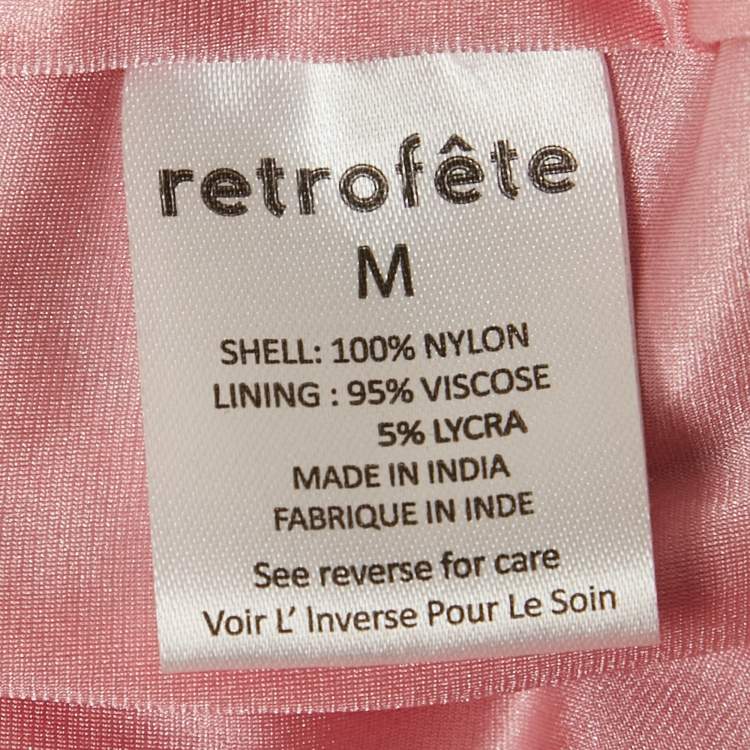 retrofête
M
SHELL: 100% NYLON
LINING : 95% VISCOSE
5% LYCRA
MADE IN INDIA
FABRIQUE IN INDE
See reverse for care
Voir L’ Inverse Pour Le Soin